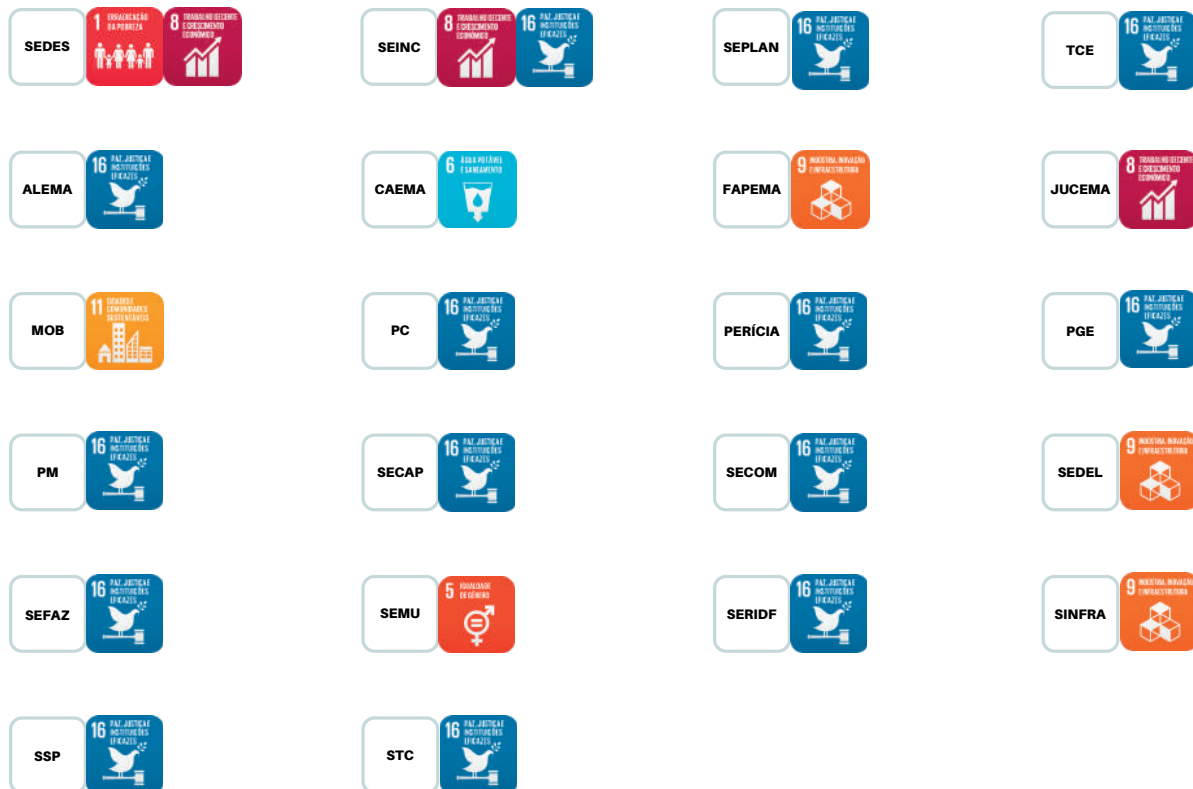 SEDES
1 ERRADICAÇÃO DA POBREZA
8 TRABALHO DECENTE E CRESCIMENTO ECONÔMICO
SEINC
8 TRABALHO DECENTE E CRESCIMENTO ECONÔMICO
16 PAZ, JUSTIÇA E INSTITUIÇÕES EFICAZES
SEPLAN
16 PAZ, JUSTIÇA E INSTITUIÇÕES EFICAZES
TCE
16 PAZ, JUSTIÇA E INSTITUIÇÕES EFICAZES
ALEMA
16 PAZ, JUSTIÇA E INSTITUIÇÕES EFICAZES
CAEMA
6 ÁGUA POTÁVEL E SANEAMENTO
FAPEMA
9 INDÚSTRIA, INOVAÇÃO E INFRAESTRUTURA
JUCEMA
8 TRABALHO DECENTE E CRESCIMENTO ECONÔMICO
MOB
11 CIDADES E COMUNIDADES SUSTENTÁVEIS
PC
16 PAZ, JUSTIÇA E INSTITUIÇÕES EFICAZES
PERÍCIA
16 PAZ, JUSTIÇA E INSTITUIÇÕES EFICAZES
PGE
16 PAZ, JUSTIÇA E INSTITUIÇÕES EFICAZES
PM
16 PAZ, JUSTIÇA E INSTITUIÇÕES EFICAZES
SECAP
16 PAZ, JUSTIÇA E INSTITUIÇÕES EFICAZES
SECOM
16 PAZ, JUSTIÇA E INSTITUIÇÕES EFICAZES
SEDEL
9 INDÚSTRIA, INOVAÇÃO E INFRAESTRUTURA
SEFAZ
16 PAZ, JUSTIÇA E INSTITUIÇÕES EFICAZES
SEMU
5 IGUALDADE DE GÊNERO
SERIDF
16 PAZ, JUSTIÇA E INSTITUIÇÕES EFICAZES
SINFRA
9 INDÚSTRIA, INOVAÇÃO E INFRAESTRUTURA
SSP
16 PAZ, JUSTIÇA E INSTITUIÇÕES EFICAZES
STC
16 PAZ, JUSTIÇA E INSTITUIÇÕES EFICAZES